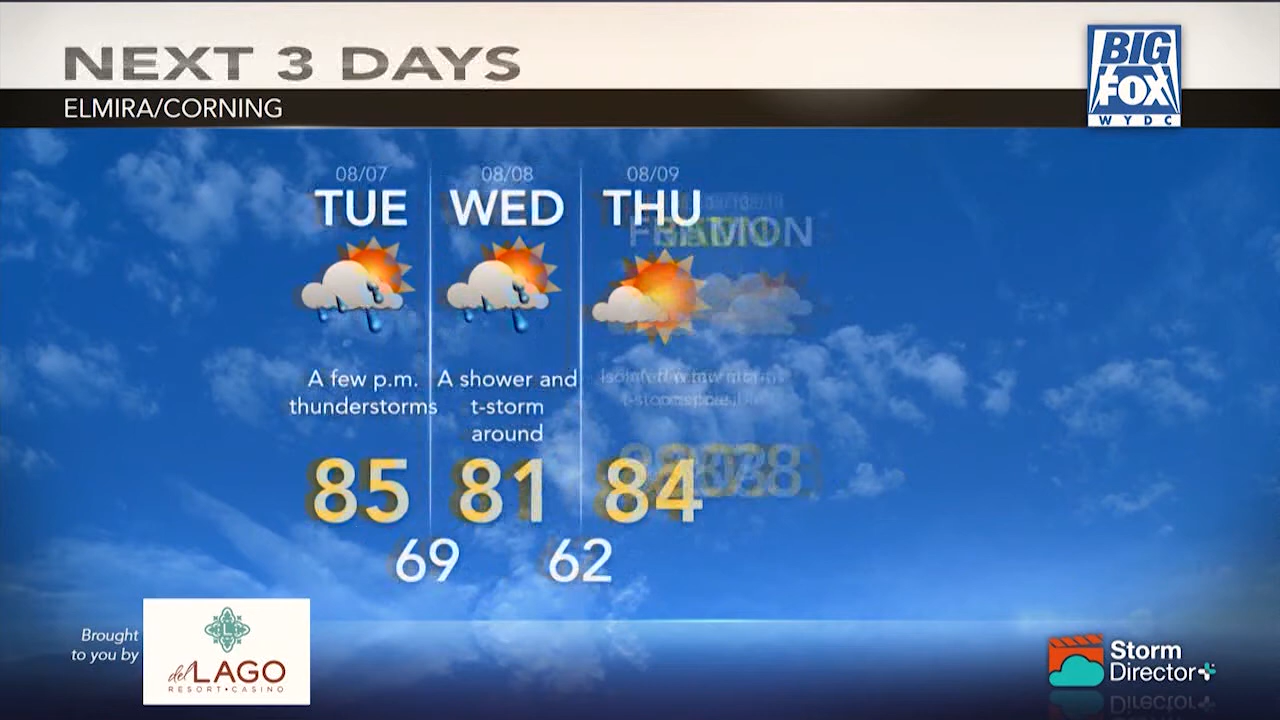 NEXT 3 DAYS
ELMIRA/CORNING
BIG
FOX
WYDC
08/07
TUE
A few p.m.
thunderstorms
85
69
08/08
WED
A shower and
t-storm
around
81
62
08/09
THU
84
Brought
to you by
L
del LAGO
RESORT • CASINO
Storm
Director+